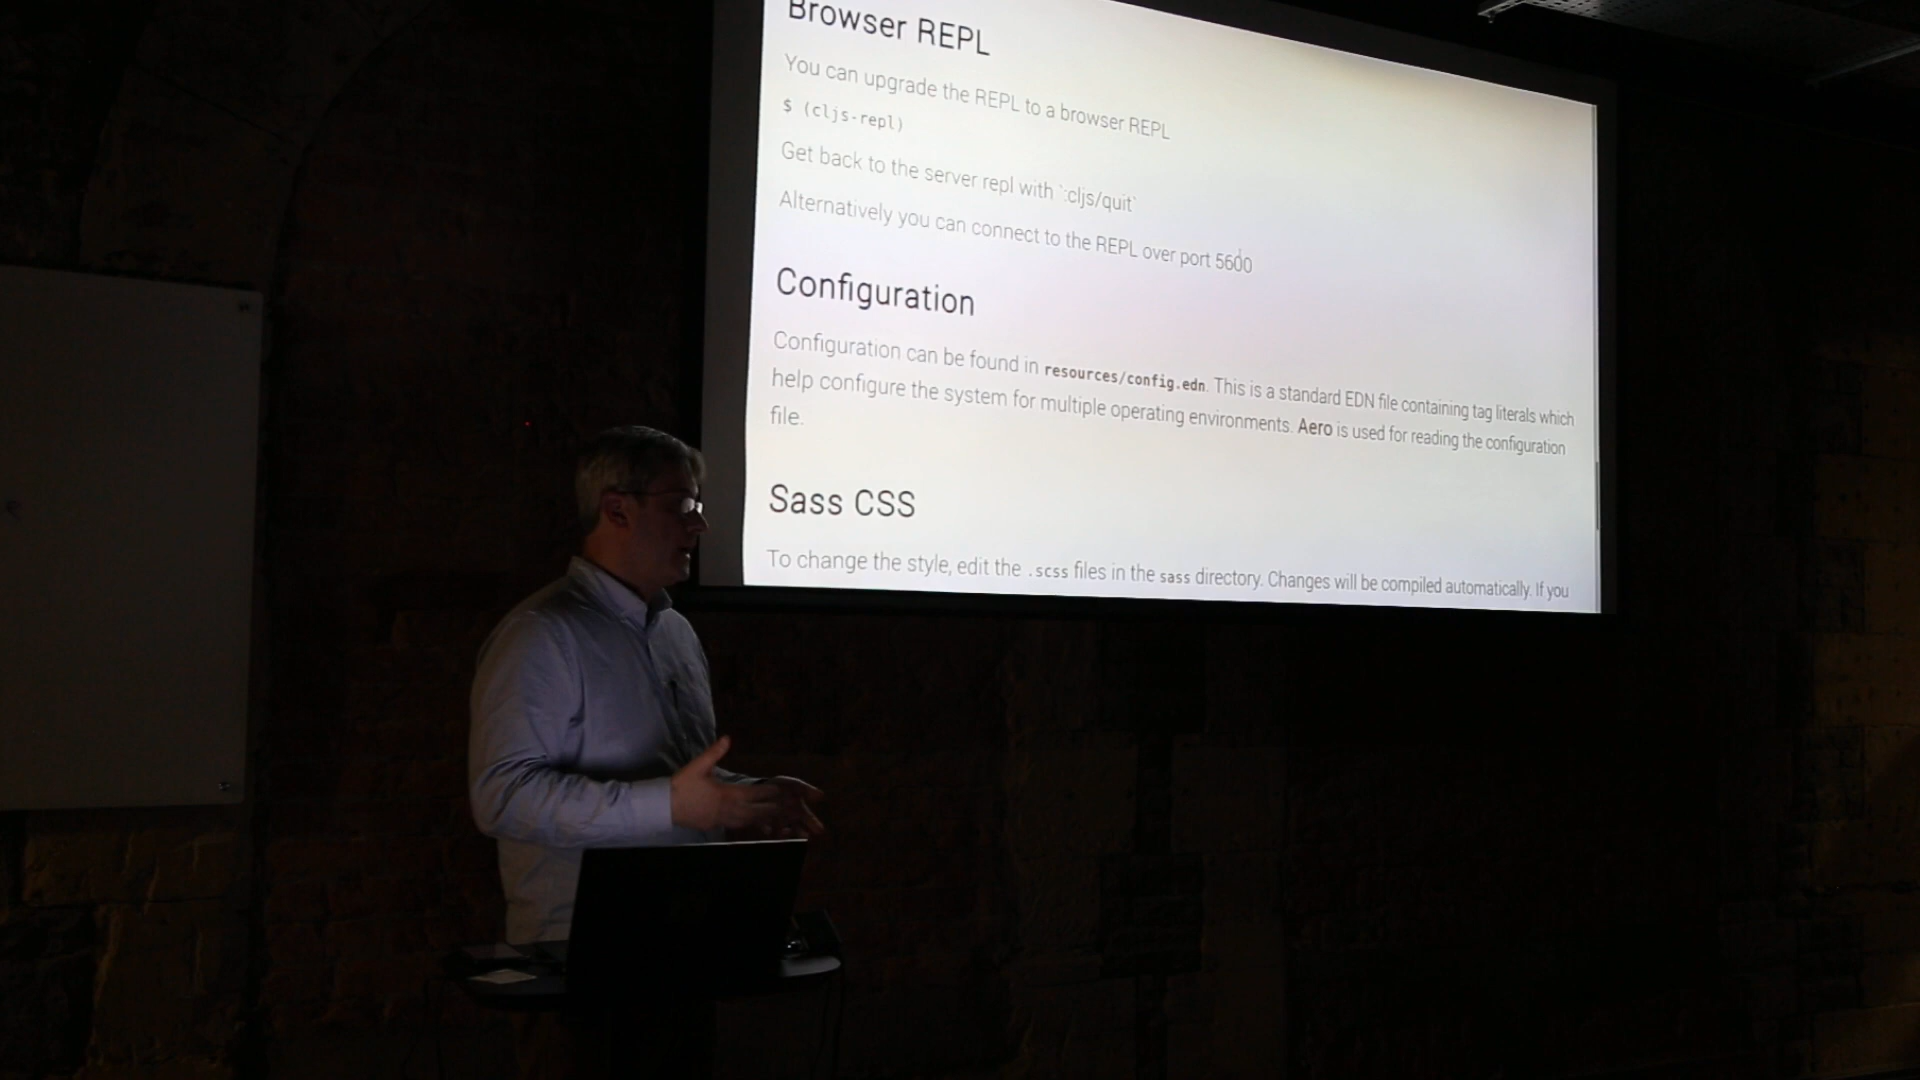 Browser REPL
You can upgrade the REPL to a browser REPL
$ (cljs-repl)
Get back to the server repl with `:cljs/quit`
Alternatively you can connect to the REPL over port 5600
Configuration
Configuration can be found in resources/config.edn. This is a standard EDN file containing tag literals which
help configure the system for multiple operating environments. Aero is used for reading the configuration
file.
Sass CSS
To change the style, edit the .scss files in the sass directory. Changes will be compiled automatically. If you